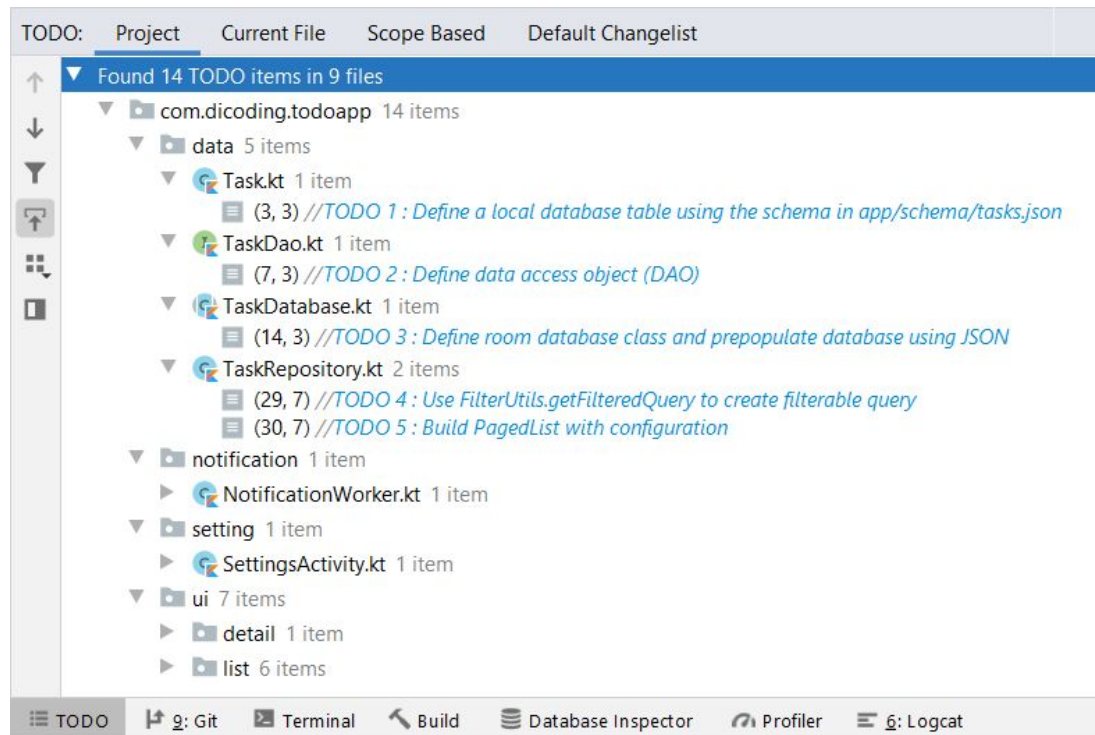 TODO: Project Current File Scope Based Default Changelist
Found 14 TODO items in 9 files
com.dicoding.todoapp 14 items
data 5 items
Task.kt 1 item
(3, 3) //TODO 1 : Define a local database table using the schema in app/schema/tasks.json
TaskDao.kt 1 item
(7, 3) //TODO 2 : Define data access object (DAO)
TaskDatabase.kt 1 item
(14, 3) //TODO 3 : Define room database class and prepopulate database using JSON
TaskRepository.kt 2 items
(29, 7) //TODO 4 : Use FilterUtils.getFilteredQuery to create filterable query
(30, 7) //TODO 5 : Build PagedList with configuration
notification 1 item
NotificationWorker.kt 1 item
setting 1 item
SettingsActivity.kt 1 item
ui 7 items
detail 1 item
list 6 items
TODO 9: Git Terminal Build Database Inspector Profiler 6: Logcat